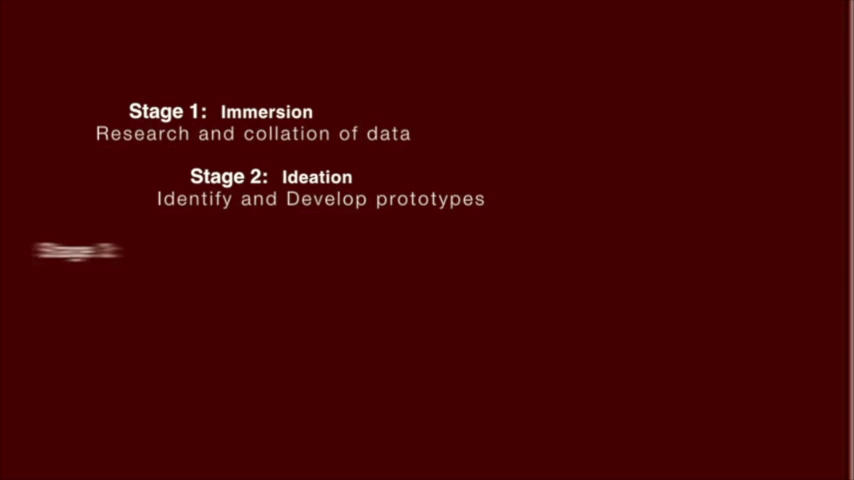 Stage 1: Immersion
Research and collation of data
Stage 2: Ideation
Identify and Develop prototypes